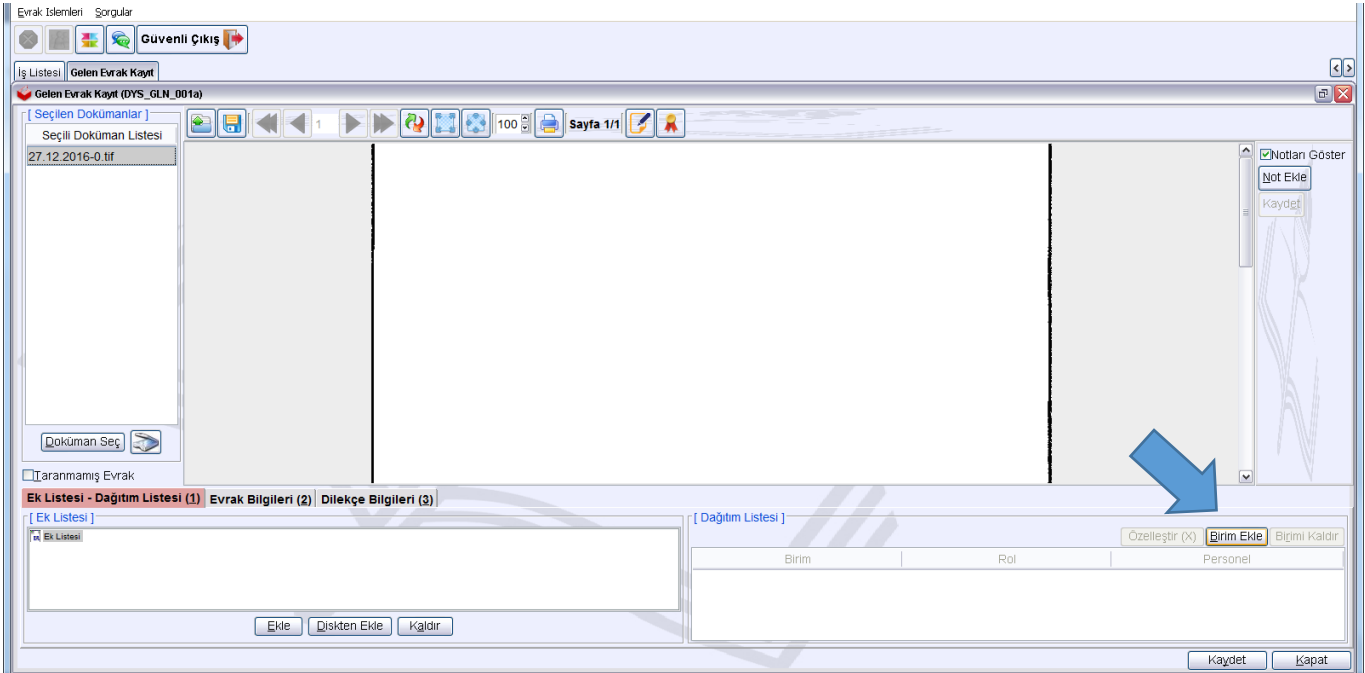 Evrak Islemleri Sorgular
Güvenli Çıkış
İş Listesi Gelen Evrak Kayıt
Gelen Evrak Kayıt (DYS_GLN_001a)
[ Seçilen Dokümanlar ]
Seçili Doküman Listesi
27.12.2016-0.tif
1 100 Sayfa 1/1
Notları Göster
Not Ekle
Kaydet
Doküman Seç
Taranmamış Evrak
Ek Listesi - Dağıtım Listesi (1) Evrak Bilgileri (2) Dilekçe Bilgileri (3)
[ Ek Listesi ]
Ek Listesi
Ekle Diskten Ekle Kaldır
[ Dağıtım Listesi ]
Özelleştir (X) Birim Ekle Birimi Kaldır
Birim Rol Personel
Kaydet Kapat